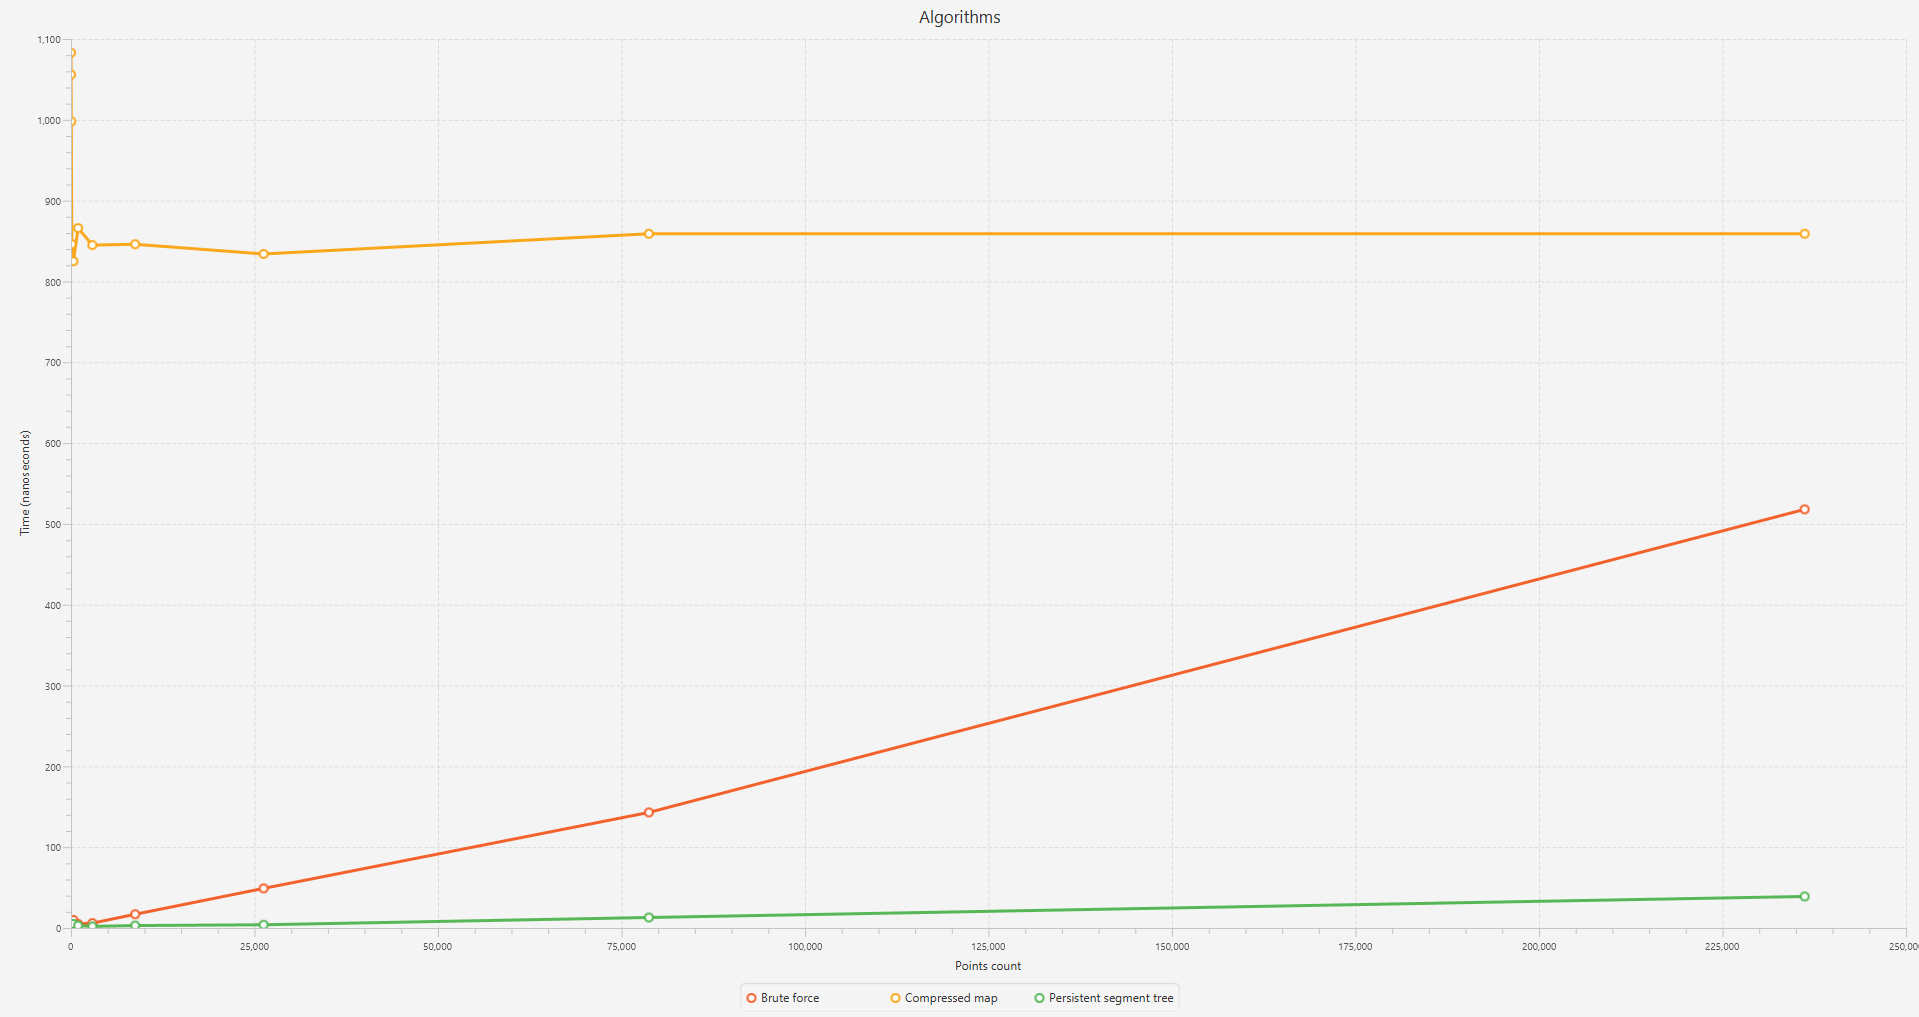 Algorithms
1,100
1,000
900
800
700
600
500
400
300
200
100
0
Time (nanoseconds)
0 25,000 50,000 75,000 100,000 125,000 150,000 175,000 200,000 225,000 250,00
Points count
Brute force Compressed map Persistent segment tree